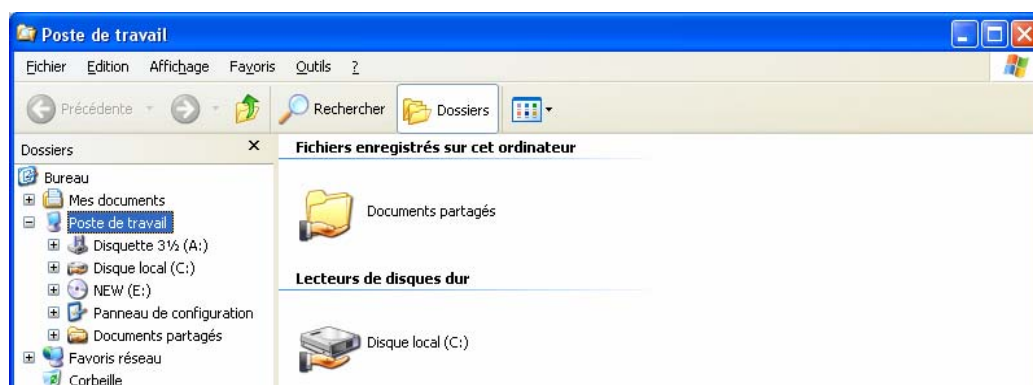 Poste de travail
Fichier Edition Affichage Favoris Outils ?
Précédente Rechercher Dossiers
Dossiers x
Bureau
Mes documents
Poste de travail
Disquette 3½ (A:)
Disque local (C:)
NEW (E:)
Panneau de configuration
Documents partagés
Favoris réseau
Corbeille
Fichiers enregistrés sur cet ordinateur
Documents partagés
Lecteurs de disques dur
Disque local (C:)